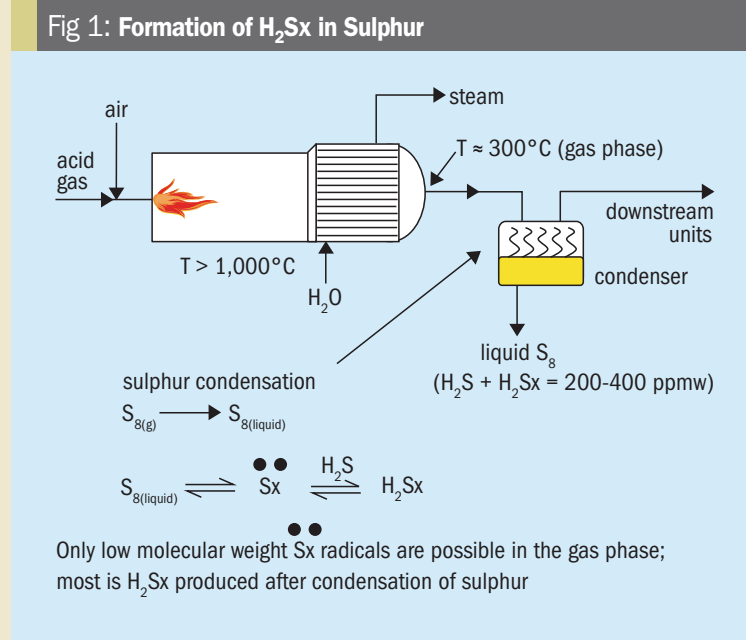 Fig 1: Formation of H₂Sx in Sulphur
air
steam
acid
gas
T ≈ 300°C (gas phase)
downstream
units
T > 1,000°C
H₂O
condenser
liquid S₈
(H₂S + H₂Sx = 200-400 ppmw)
sulphur condensation
S₈(g) → S₈(liquid)
S₈(liquid) ⇌ Sx ⇌ H₂Sx
H₂S
Only low molecular weight Sx radicals are possible in the gas phase;
most is H₂Sx produced after condensation of sulphur